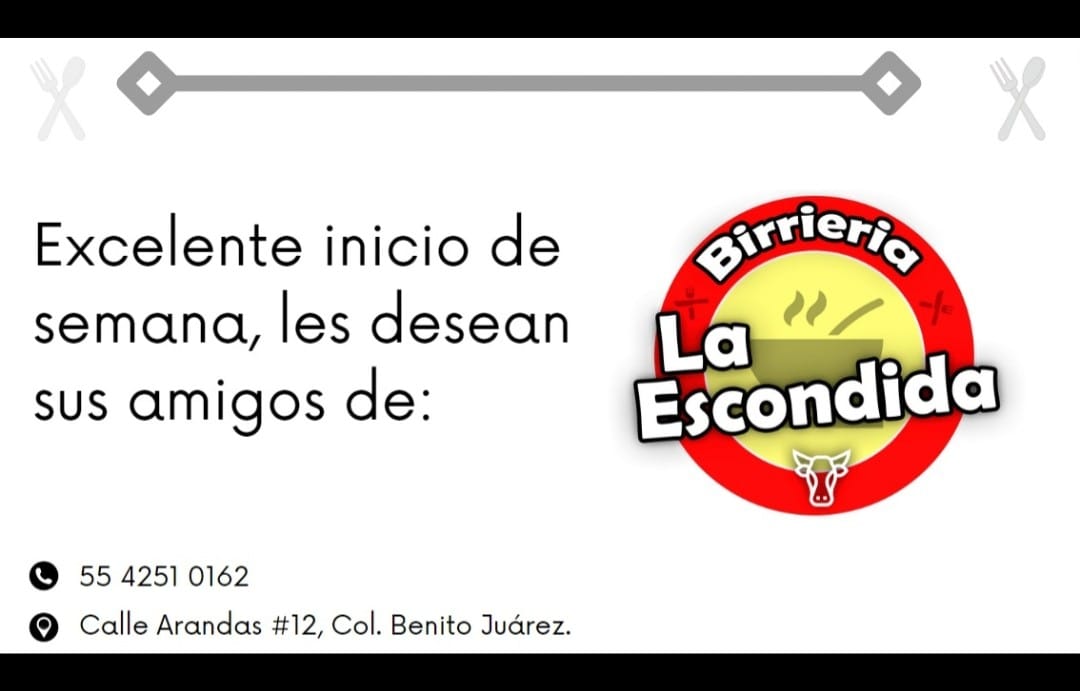 Excelente inicio de
semana, les desean
sus amigos de:
Birrieria
La
Escondida
55 4251 0162
Calle Arandas #12, Col. Benito Juárez.